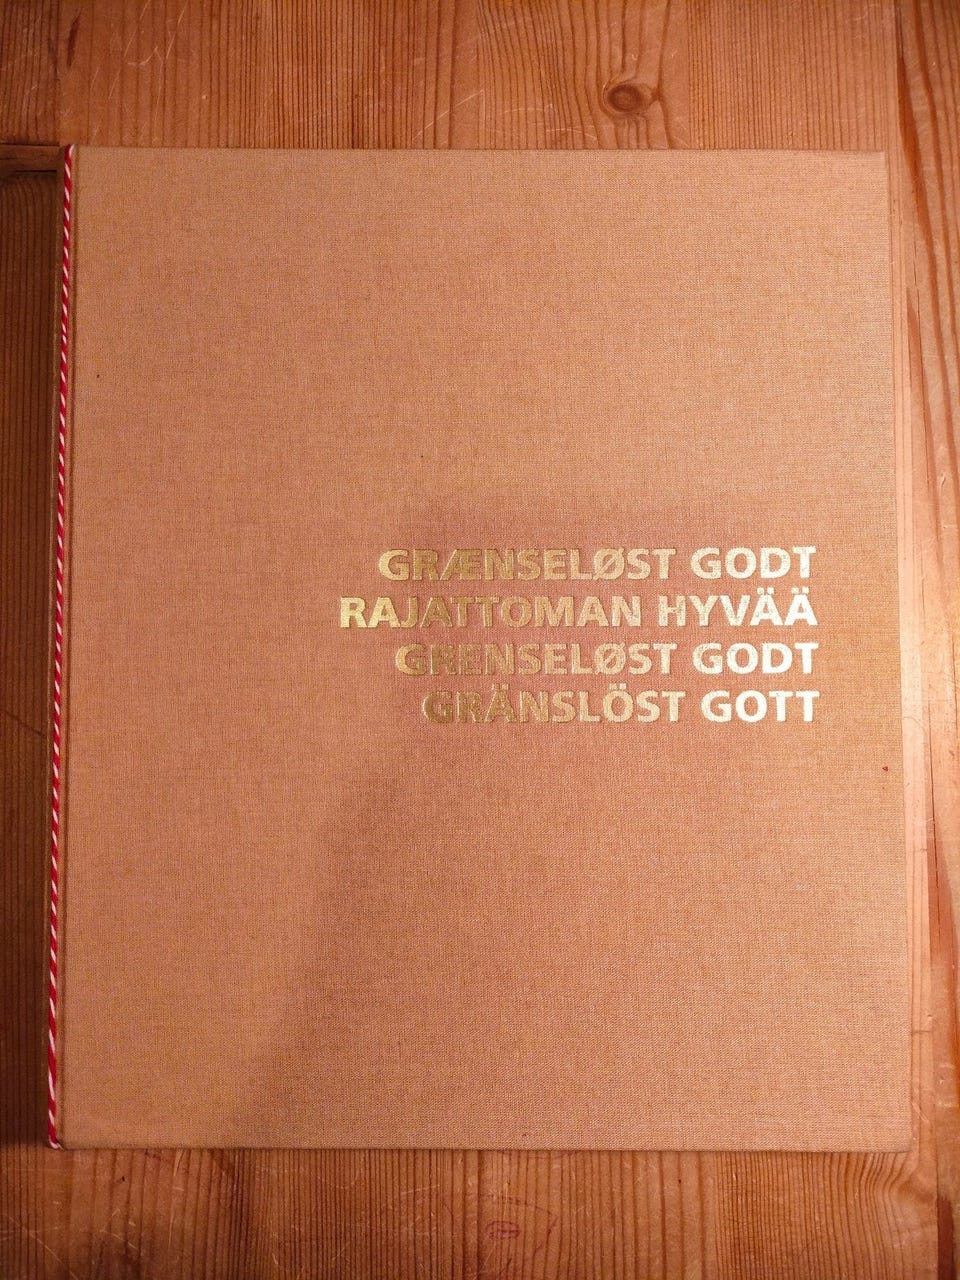 GRÆNSELØST GODT
RAJATTOMAN HYVÄÄ
GRENSELØST GODT
GRÄNSLÖST GOTT